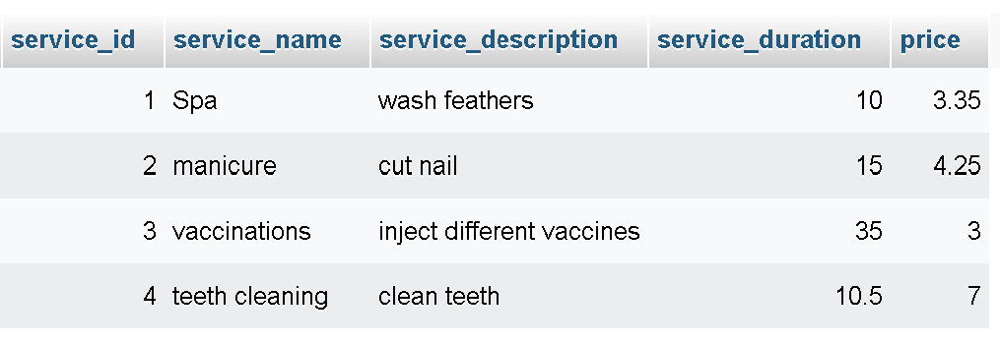 service_id service_name service_description service_duration price
1 Spa wash feathers 10 3.35
2 manicure cut nail 15 4.25
3 vaccinations inject different vaccines 35 3
4 teeth cleaning clean teeth 10.5 7